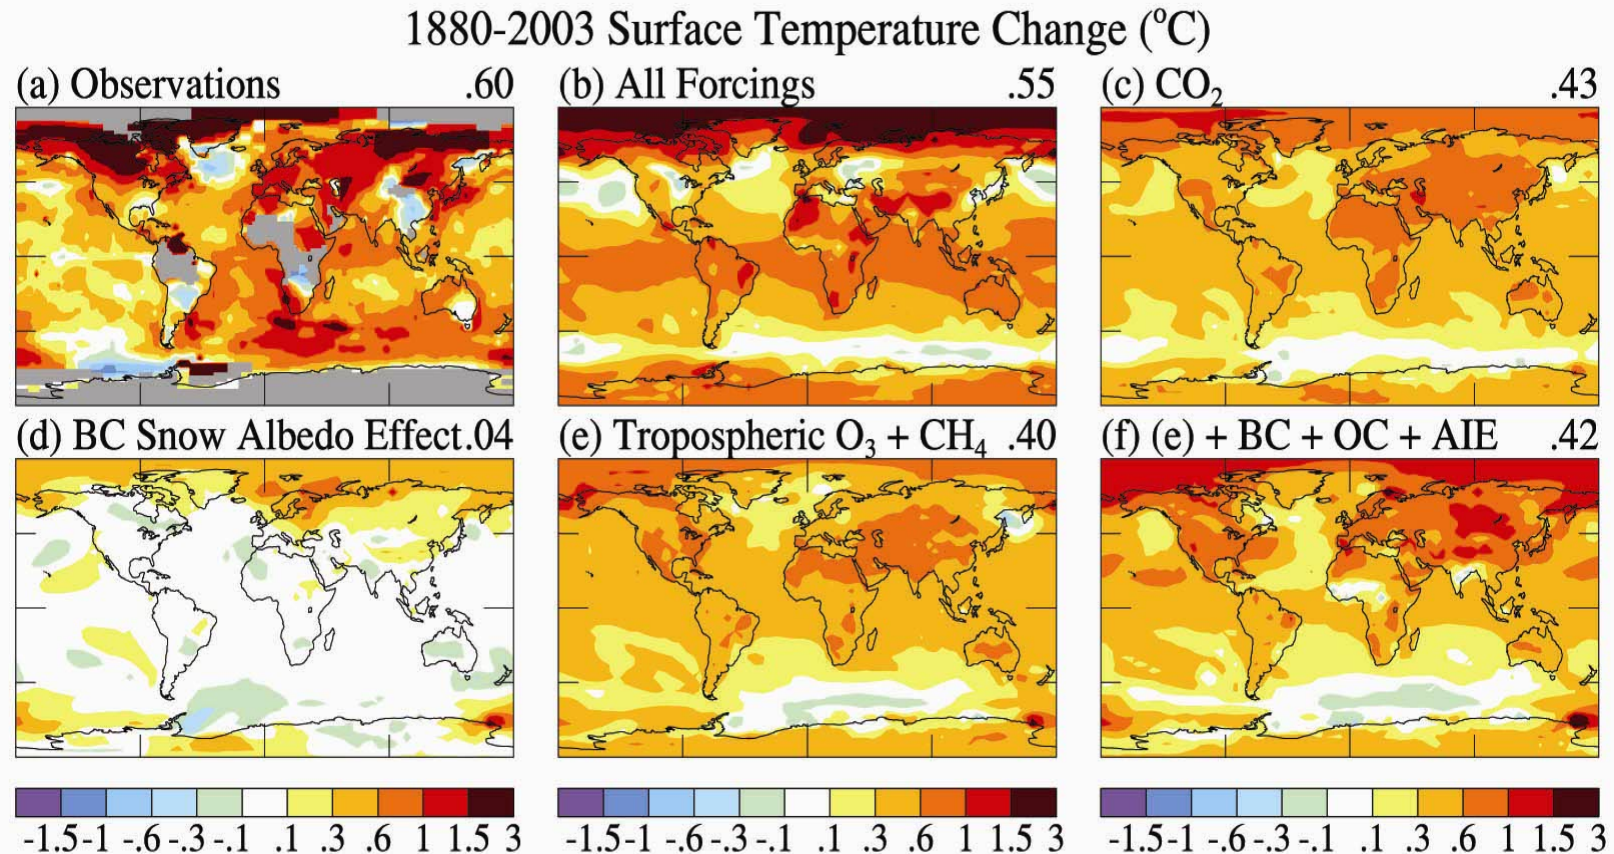 1880-2003 Surface Temperature Change (°C)
(a) Observations .60
(b) All Forcings .55
(c) CO₂ .43
(d) BC Snow Albedo Effect .04
(e) Tropospheric O₃ + CH₄ .40
(f) (e) + BC + OC + AIE .42
-1.5 -1 -.6 -.3 -.1 .1 .3 .6 1 1.5 3
-1.5 -1 -.6 -.3 -.1 .1 .3 .6 1 1.5 3
-1.5 -1 -.6 -.3 -.1 .1 .3 .6 1 1.5 3